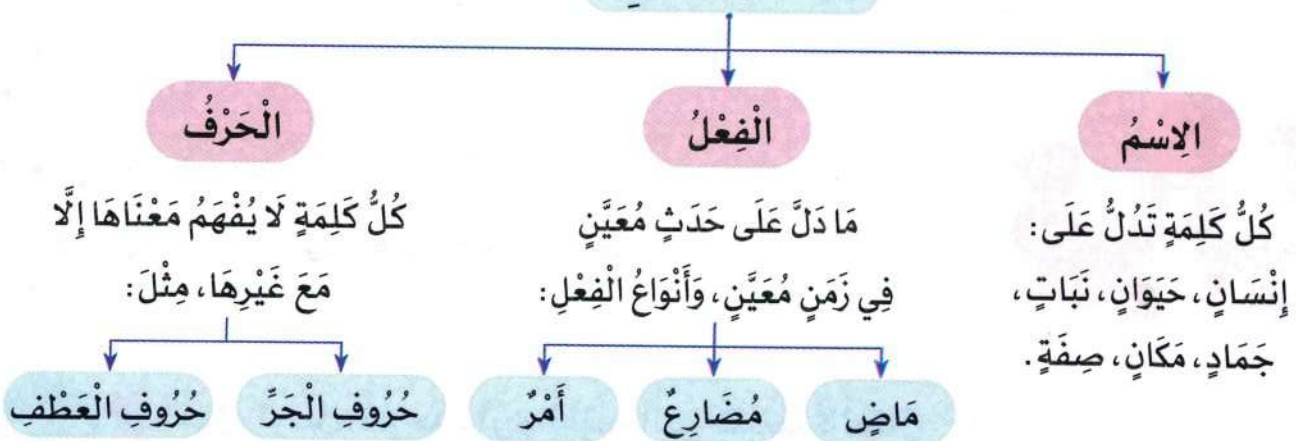 الِاسْمُ
كُلُّ كَلِمَةٍ تَدُلُّ عَلَى:
إِنْسَانٍ، حَيَوَانٍ، نَبَاتٍ،
جَمَادٍ، مَكَانٍ، صِفَةٍ.
الْفِعْلُ
مَا دَلَّ عَلَى حَدَثٍ مُعَيَّنٍ
فِي زَمَنٍ مُعَيَّنٍ، وَأَنْوَاعُ الْفِعْلِ:
مَاضٍ
مُضَارِعٌ
أَمْرٌ
الْحَرْفُ
كُلُّ كَلِمَةٍ لَا يُفْهَمُ مَعْنَاهَا إِلَّا
مَعَ غَيْرِهَا، مِثْلَ:
حُرُوفِ الْجَرِّ
حُرُوفِ الْعَطْفِ